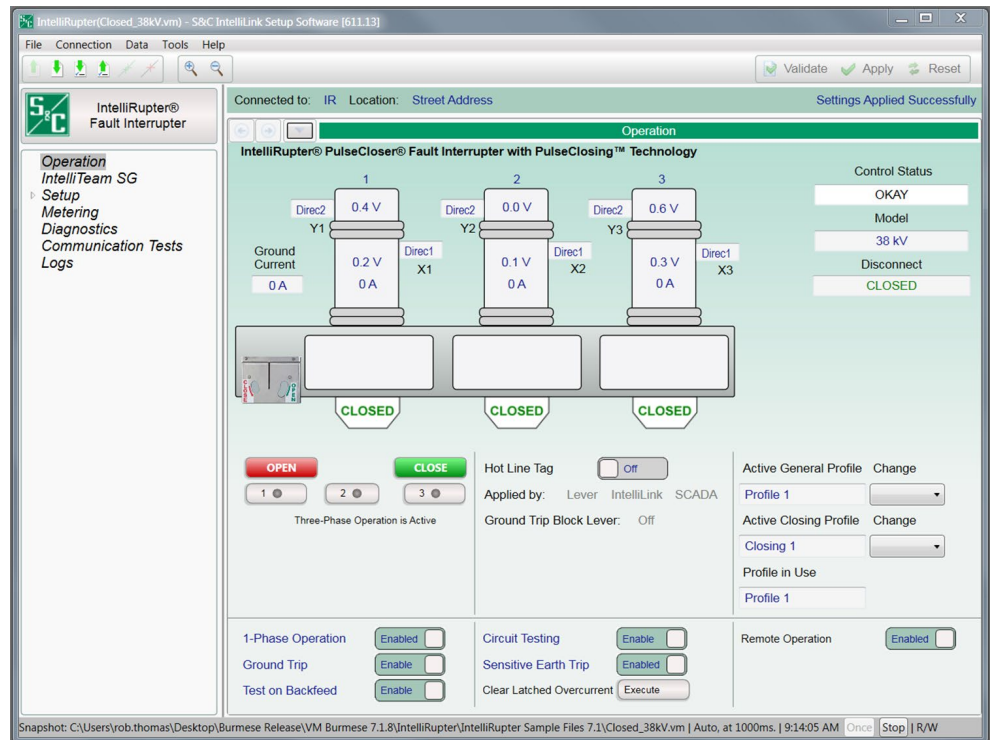 IntelliRupter(Closed_38kV.vm) - S&C IntelliLink Setup Software [611.13]
File Connection Data Tools Help
Validate Apply Reset
S&C
IntelliRupter®
Fault Interrupter
Connected to: IR Location: Street Address Settings Applied Successfully
Operation
IntelliTeam SG
Setup
Metering
Diagnostics
Communication Tests
Logs
Operation
IntelliRupter® PulseCloser® Fault Interrupter with PulseClosing™ Technology
1 2 3
Direc2 0.4 V Direc2 0.0 V Direc2 0.6 V
Y1 Y2 Y3
Ground
Current
0 A
0.2 V Direc1 0.1 V Direc1 0.3 V Direc1
X1 X2 X3
0 A 0 A 0 A
Control Status
OKAY
Model
38 kV
Disconnect
CLOSED
CLOSE OPEN
CLOSED CLOSED CLOSED
OPEN CLOSE
1 2 3
Three-Phase Operation is Active
Hot Line Tag Off
Applied by: Lever IntelliLink SCADA
Ground Trip Block Lever: Off
Active General Profile Change
Profile 1
Active Closing Profile Change
Closing 1
Profile in Use
Profile 1
1-Phase Operation Enabled
Ground Trip Enable
Test on Backfeed Enable
Circuit Testing Enable
Sensitive Earth Trip Enabled
Clear Latched Overcurrent Execute
Remote Operation Enabled
Snapshot: C:\Users\rob.thomas\Desktop\Burmese Release\VM Burmese 7.1.8\IntelliRupter\IntelliRupter Sample Files 7.1\Closed_38kV.vm | Auto, at 1000ms. | 9:14:05 AM Once Stop | R/W